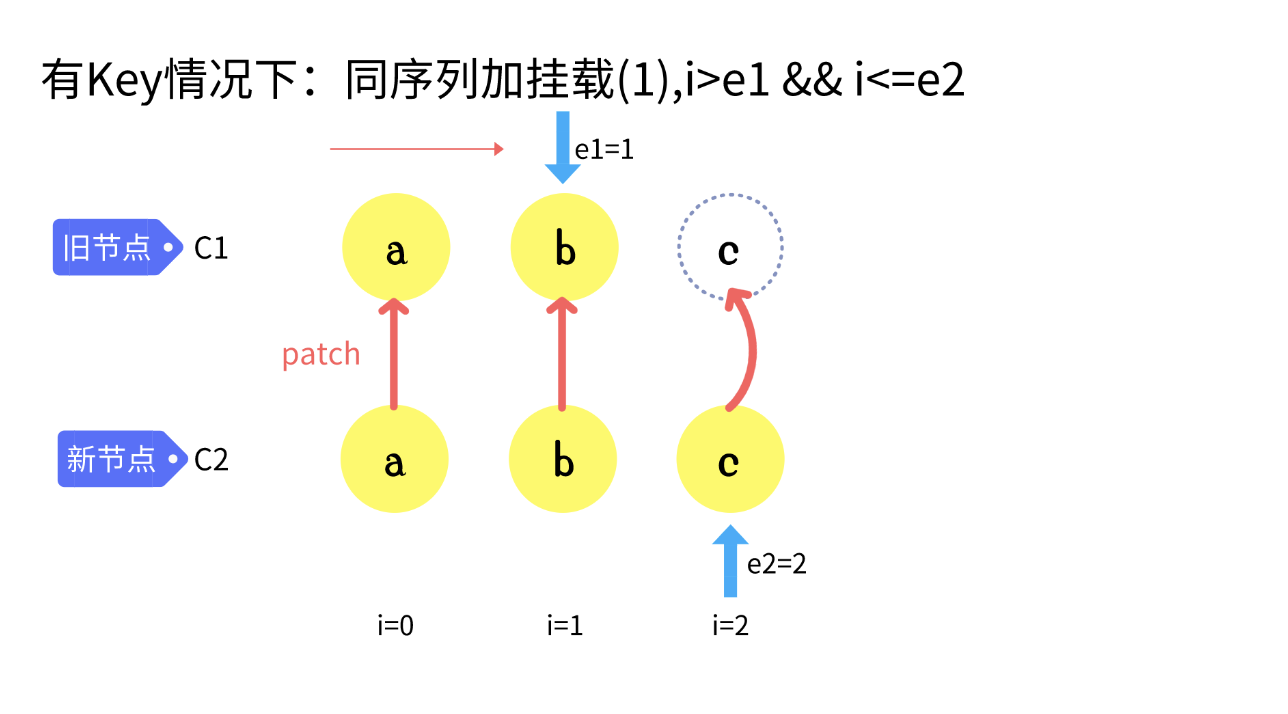 有Key情况下：同序列加挂载(1),i>e1 && i<=e2
e1=1
旧节点 C1 a b c
patch
新节点 C2 a b c
e2=2
i=0 i=1 i=2